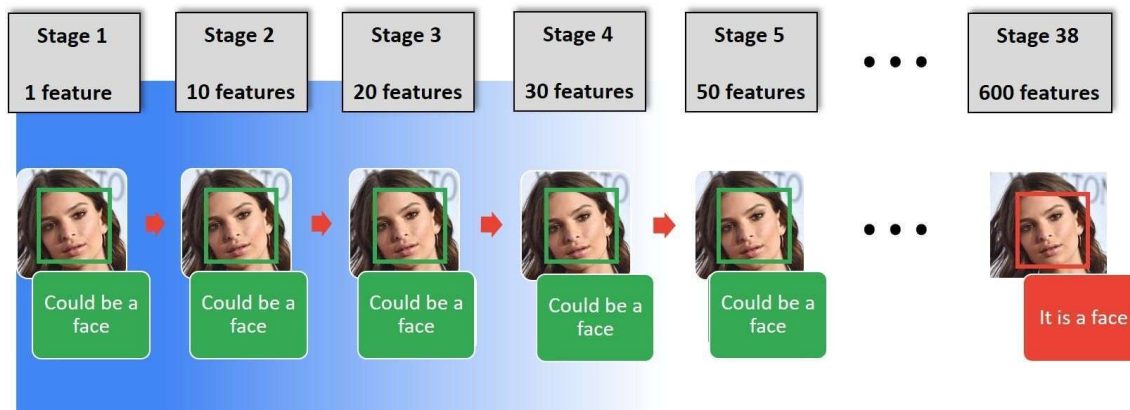 Stage 1
1 feature
Stage 2
10 features
Stage 3
20 features
Stage 4
30 features
Stage 5
50 features
Stage 38
600 features
Could be a
face
Could be a
face
Could be a
face
Could be a
face
Could be a
face
It is a face